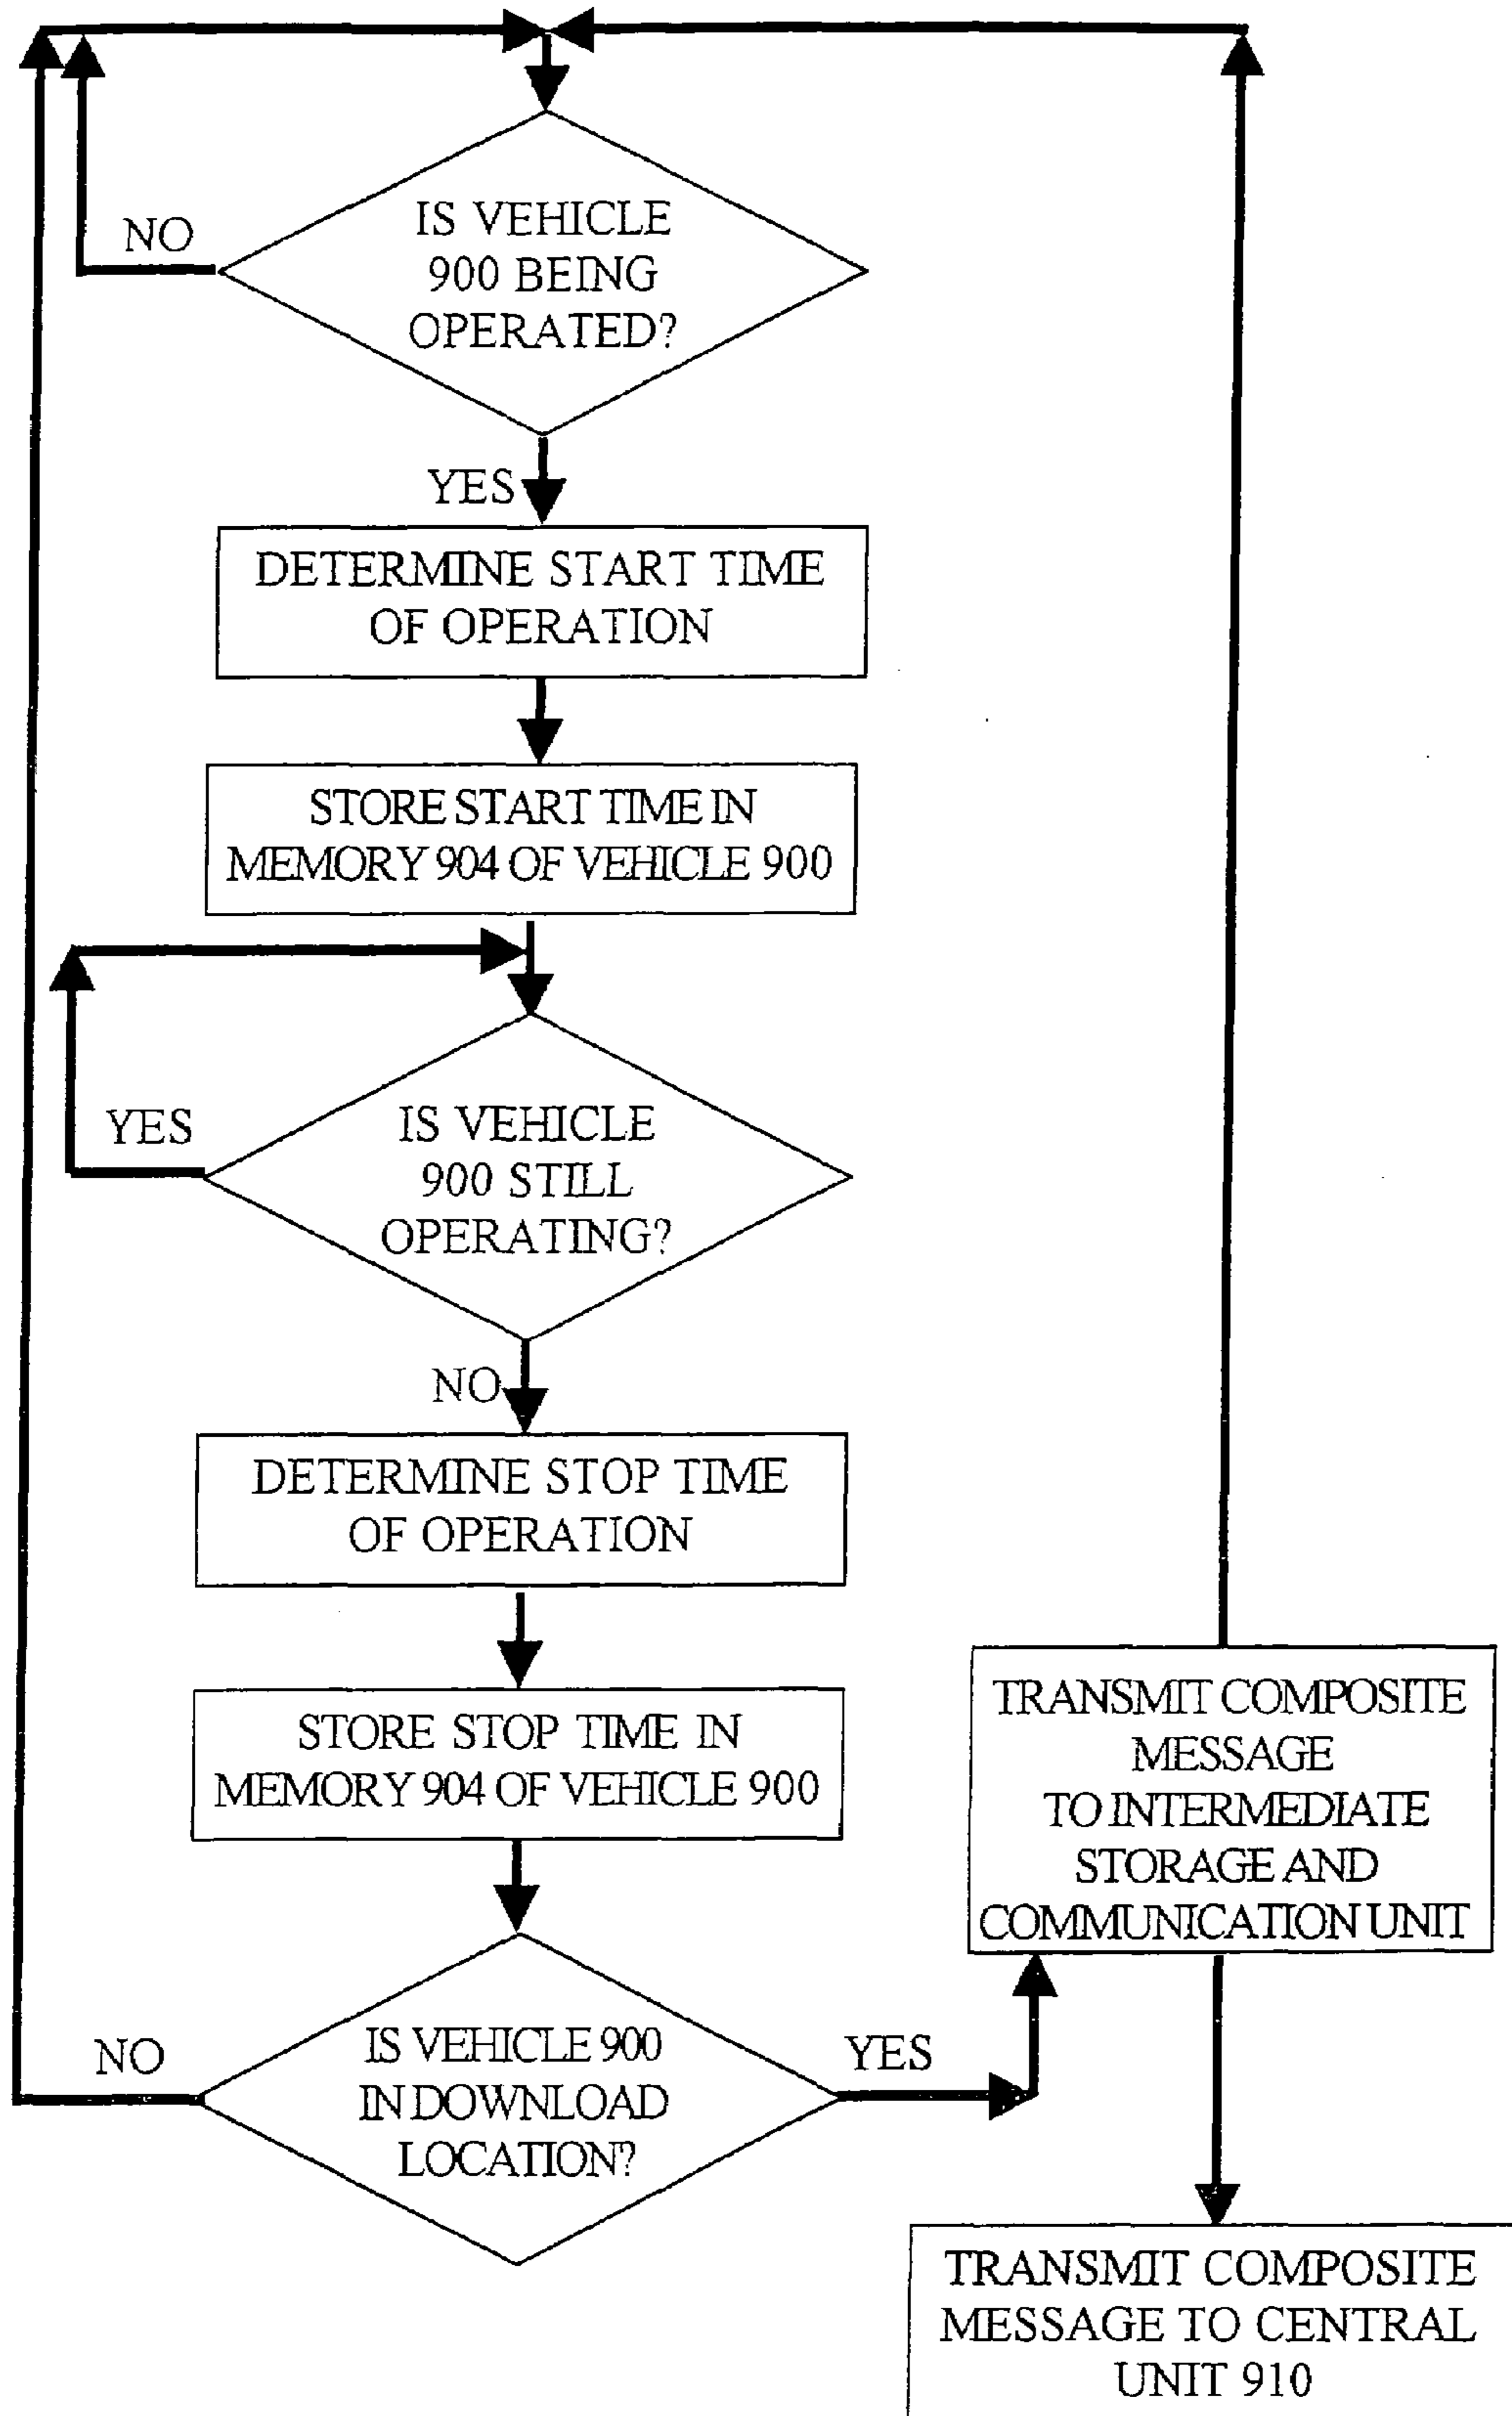 IS VEHICLE
900 BEING
OPERATED?
NO
YES
DETERMINE START TIME
OF OPERATION
STORE START TIME IN
MEMORY 904 OF VEHICLE 900
IS VEHICLE
900 STILL
OPERATING?
YES
NO
DETERMINE STOP TIME
OF OPERATION
STORE STOP TIME IN
MEMORY 904 OF VEHICLE 900
IS VEHICLE 900
IN DOWNLOAD
LOCATION?
NO
YES
TRANSMIT COMPOSITE
MESSAGE
TO INTERMEDIATE
STORAGE AND
COMMUNICATION UNIT
TRANSMIT COMPOSITE
MESSAGE TO CENTRAL
UNIT 910